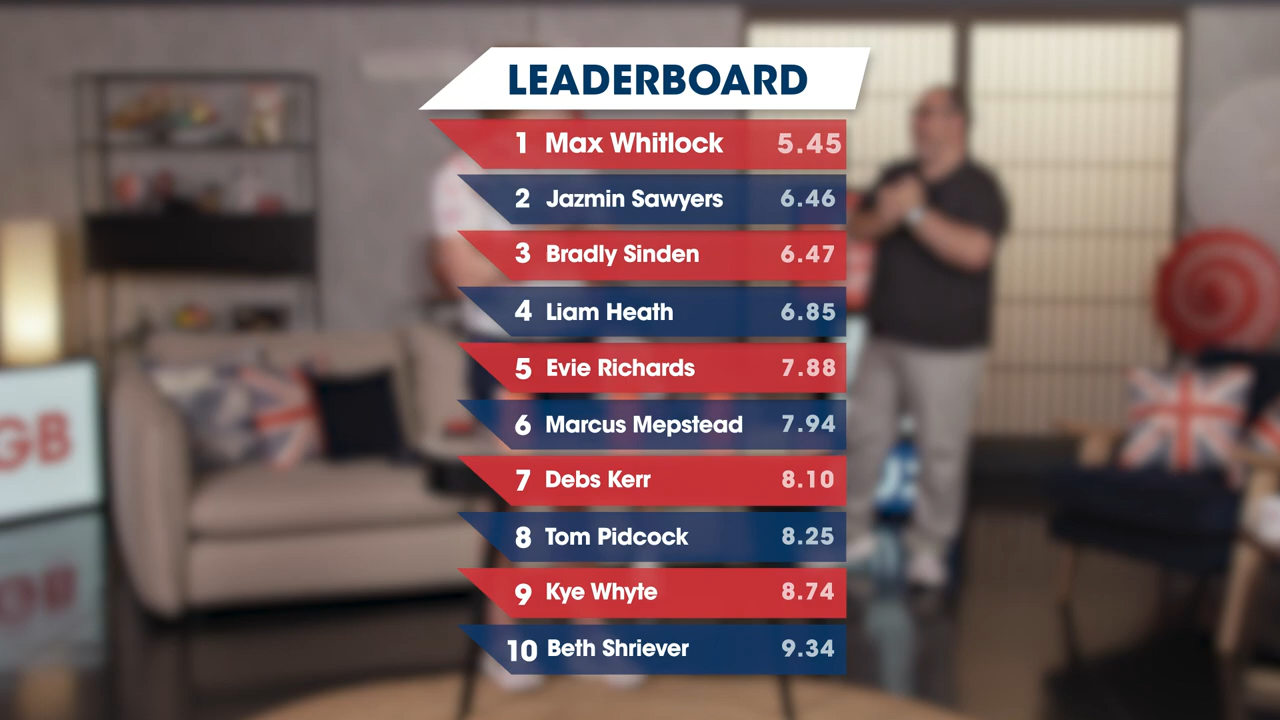 LEADERBOARD
1 Max Whitlock 5.45
2 Jazmin Sawyers 6.46
3 Bradly Sinden 6.47
4 Liam Heath 6.85
5 Evie Richards 7.88
6 Marcus Mepstead 7.94
7 Debs Kerr 8.10
8 Tom Pidcock 8.25
9 Kye Whyte 8.74
10 Beth Shriever 9.34
GB